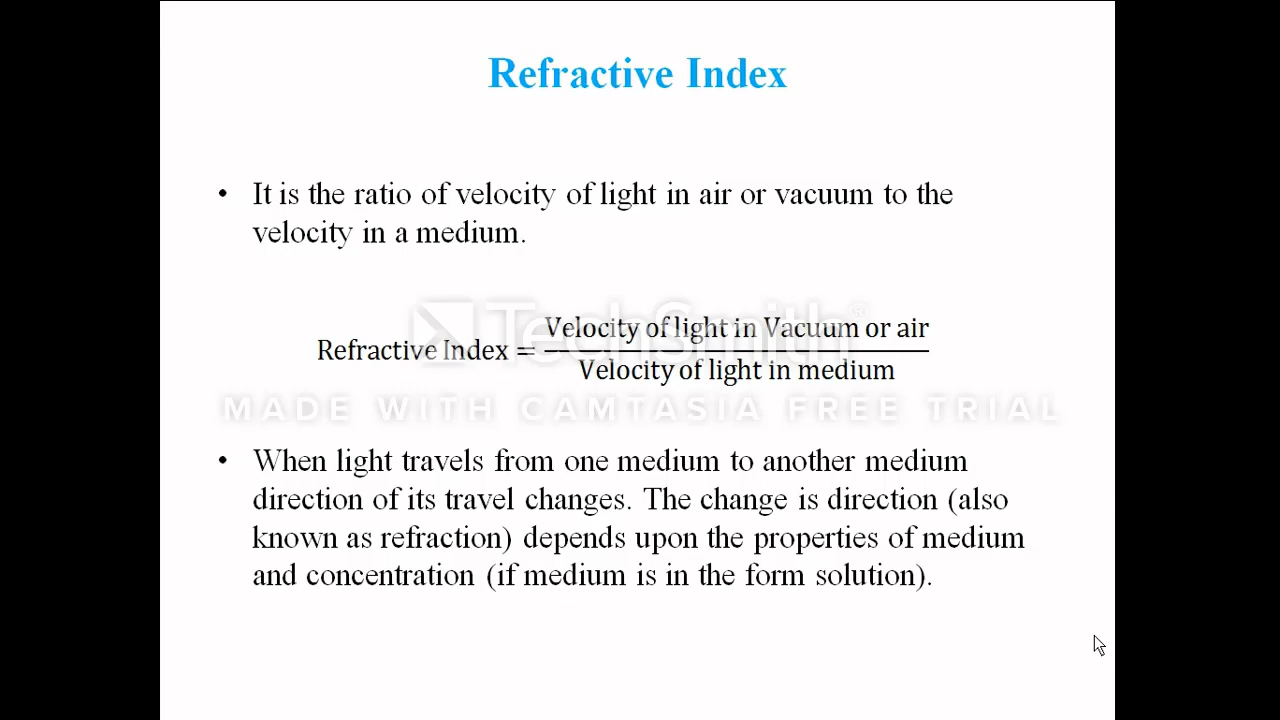 Refractive Index
• It is the ratio of velocity of light in air or vacuum to the
velocity in a medium.
TechSmith®
Refractive Index = Velocity of light in Vacuum or air
Velocity of light in medium
MADE WITH CAMTASIA FREE TRIAL
• When light travels from one medium to another medium
direction of its travel changes. The change is direction (also
known as refraction) depends upon the properties of medium
and concentration (if medium is in the form solution).